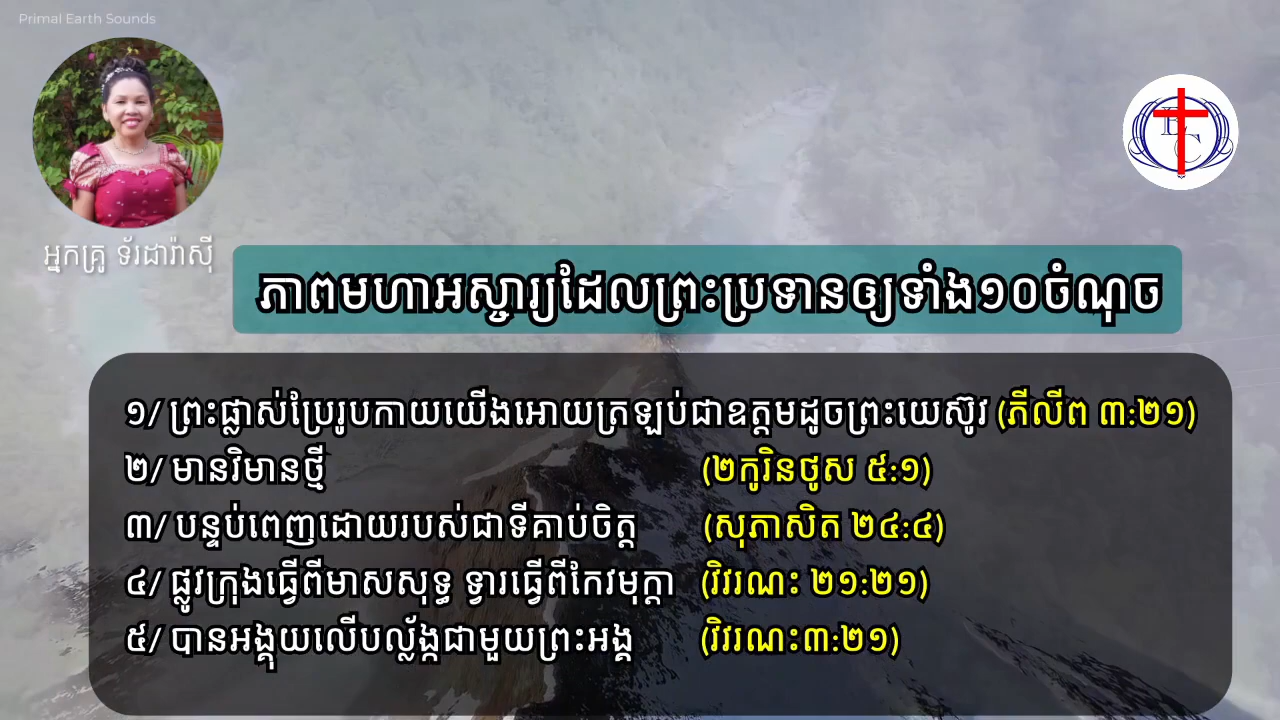 Primal Earth Sounds
អ្នកគ្រូ ទ័រដារ៉ាស៊ី
ភាពមហាអស្ចារ្យដែលព្រះប្រទានឲ្យទាំង១០ចំណុច
១/ ព្រះផ្លាស់ប្រែរូបកាយយើងអោយត្រឡប់ជាឧត្តមដូចព្រះយេស៊ូវ (ភីលីព ៣:២១)
២/ មានវិមានថ្មី (២កូរិនថូស ៥:១)
៣/ បន្ទប់ពេញដោយរបស់ជាទីគាប់ចិត្ត (សុភាសិត ២៤:៤)
៤/ ផ្លូវក្រុងធ្វើពីមាសសុទ្ធ ទ្វារធ្វើពីកែវមុក្តា (វិវរណះ ២១:២១)
៥/ បានអង្គុយលើបល្ល័ង្កជាមួយព្រះអង្គ (វិវរណះ៣:២១)